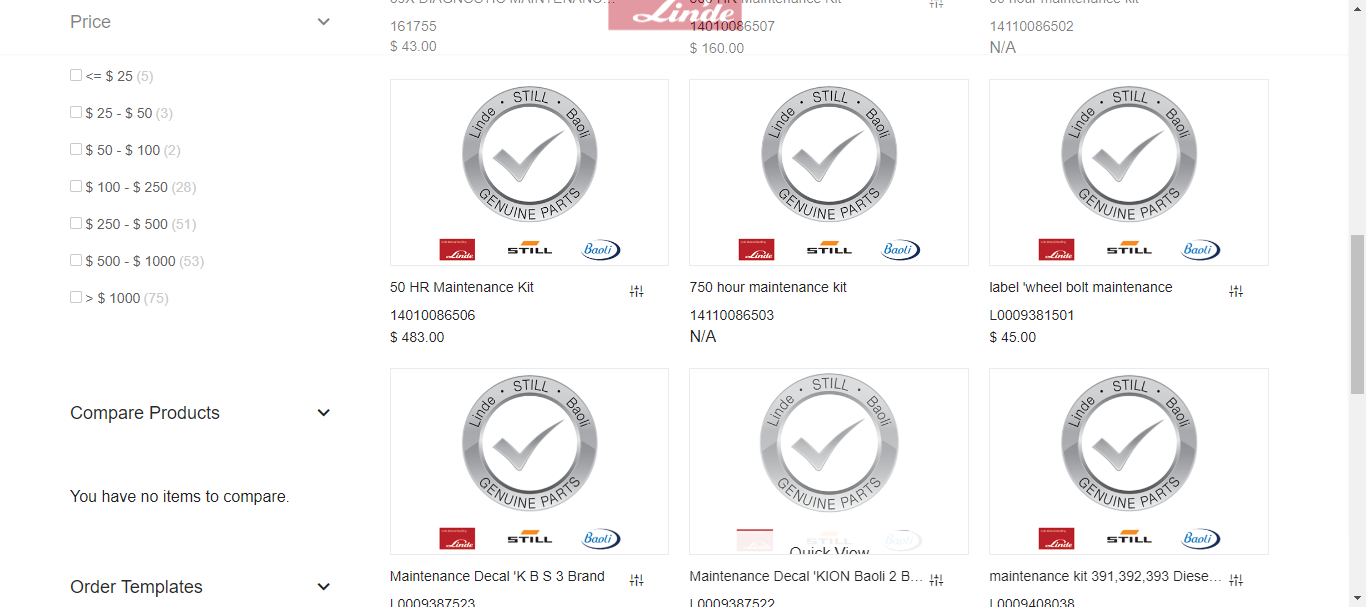 Price
<= $ 25 (5)
$ 25 - $ 50 (3)
$ 50 - $ 100 (2)
$ 100 - $ 250 (28)
$ 250 - $ 500 (51)
$ 500 - $ 1000 (53)
> $ 1000 (75)
Compare Products
You have no items to compare.
Order Templates
Linde
161755
$ 43.00
14010086507
$ 160.00
14110086502
N/A
Linde · STILL · Baoli
GENUINE PARTS
Linde STILL Baoli
50 HR Maintenance Kit
14010086506
$ 483.00
Linde · STILL · Baoli
GENUINE PARTS
Linde STILL Baoli
750 hour maintenance kit
14110086503
N/A
Linde · STILL · Baoli
GENUINE PARTS
Linde STILL Baoli
label 'wheel bolt maintenance
L0009381501
$ 45.00
Linde · STILL · Baoli
GENUINE PARTS
Linde STILL Baoli
Maintenance Decal 'K B S 3 Brand
L0009387523
Linde · STILL · Baoli
GENUINE PARTS
Baoli
Quick View
Maintenance Decal 'KION Baoli 2 B...
L0009387522
Linde · STILL · Baoli
GENUINE PARTS
Linde STILL Baoli
maintenance kit 391,392,393 Diese...
L0009408038